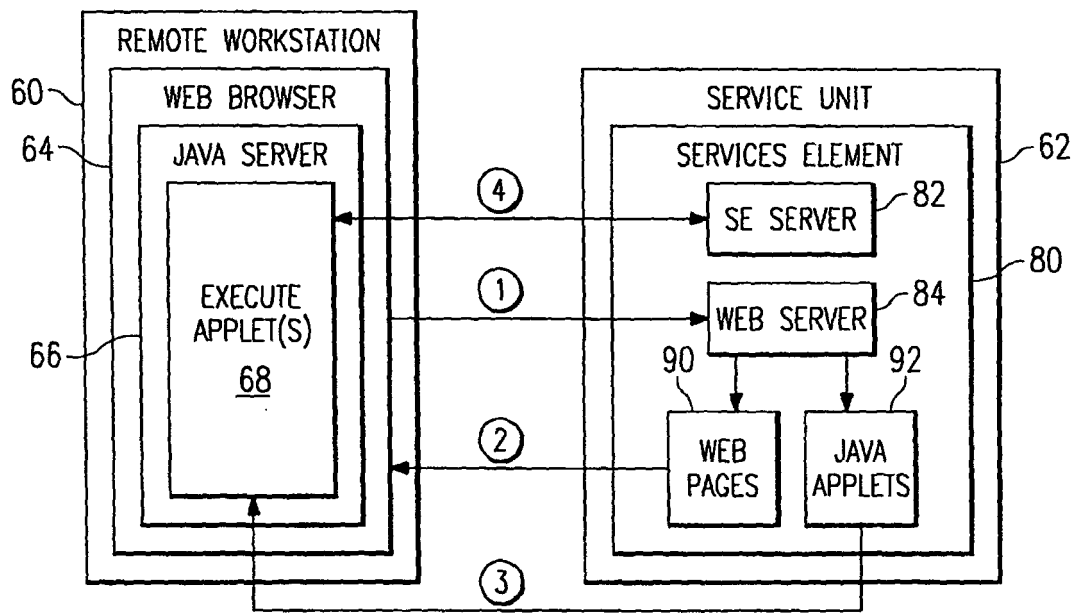 REMOTE WORKSTATION
60
WEB BROWSER
64
JAVA SERVER
66
EXECUTE
APPLET(S)
68
4
1
2
3
SERVICE UNIT
62
SERVICES ELEMENT
80
SE SERVER
82
WEB SERVER
84
90
92
WEB
PAGES
JAVA
APPLETS